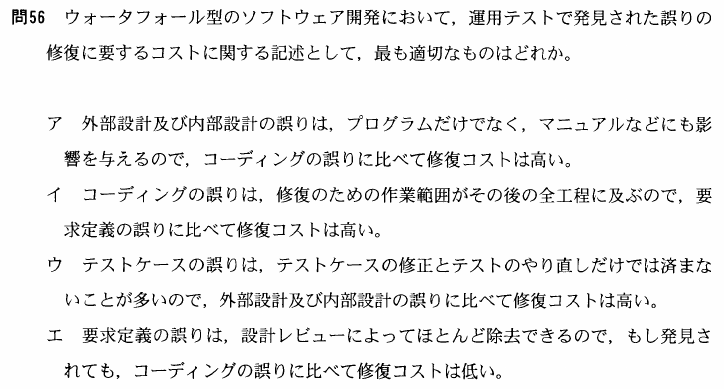 問56 ウォータフォール型のソフトウェア開発において，運用テストで発見された誤りの
修復に要するコストに関する記述として，最も適切なものはどれか。
ア 外部設計及び内部設計の誤りは，プログラムだけでなく，マニュアルなどにも影
響を与えるので，コーディングの誤りに比べて修復コストは高い。
イ コーディングの誤りは，修復のための作業範囲がその後の全工程に及ぶので，要
求定義の誤りに比べて修復コストは高い。
ウ テストケースの誤りは，テストケースの修正とテストのやり直しだけでは済まな
いことが多いので，外部設計及び内部設計の誤りに比べて修復コストは高い。
エ 要求定義の誤りは，設計レビューによってほとんど除去できるので，もし発見さ
れても，コーディングの誤りに比べて修復コストは低い。